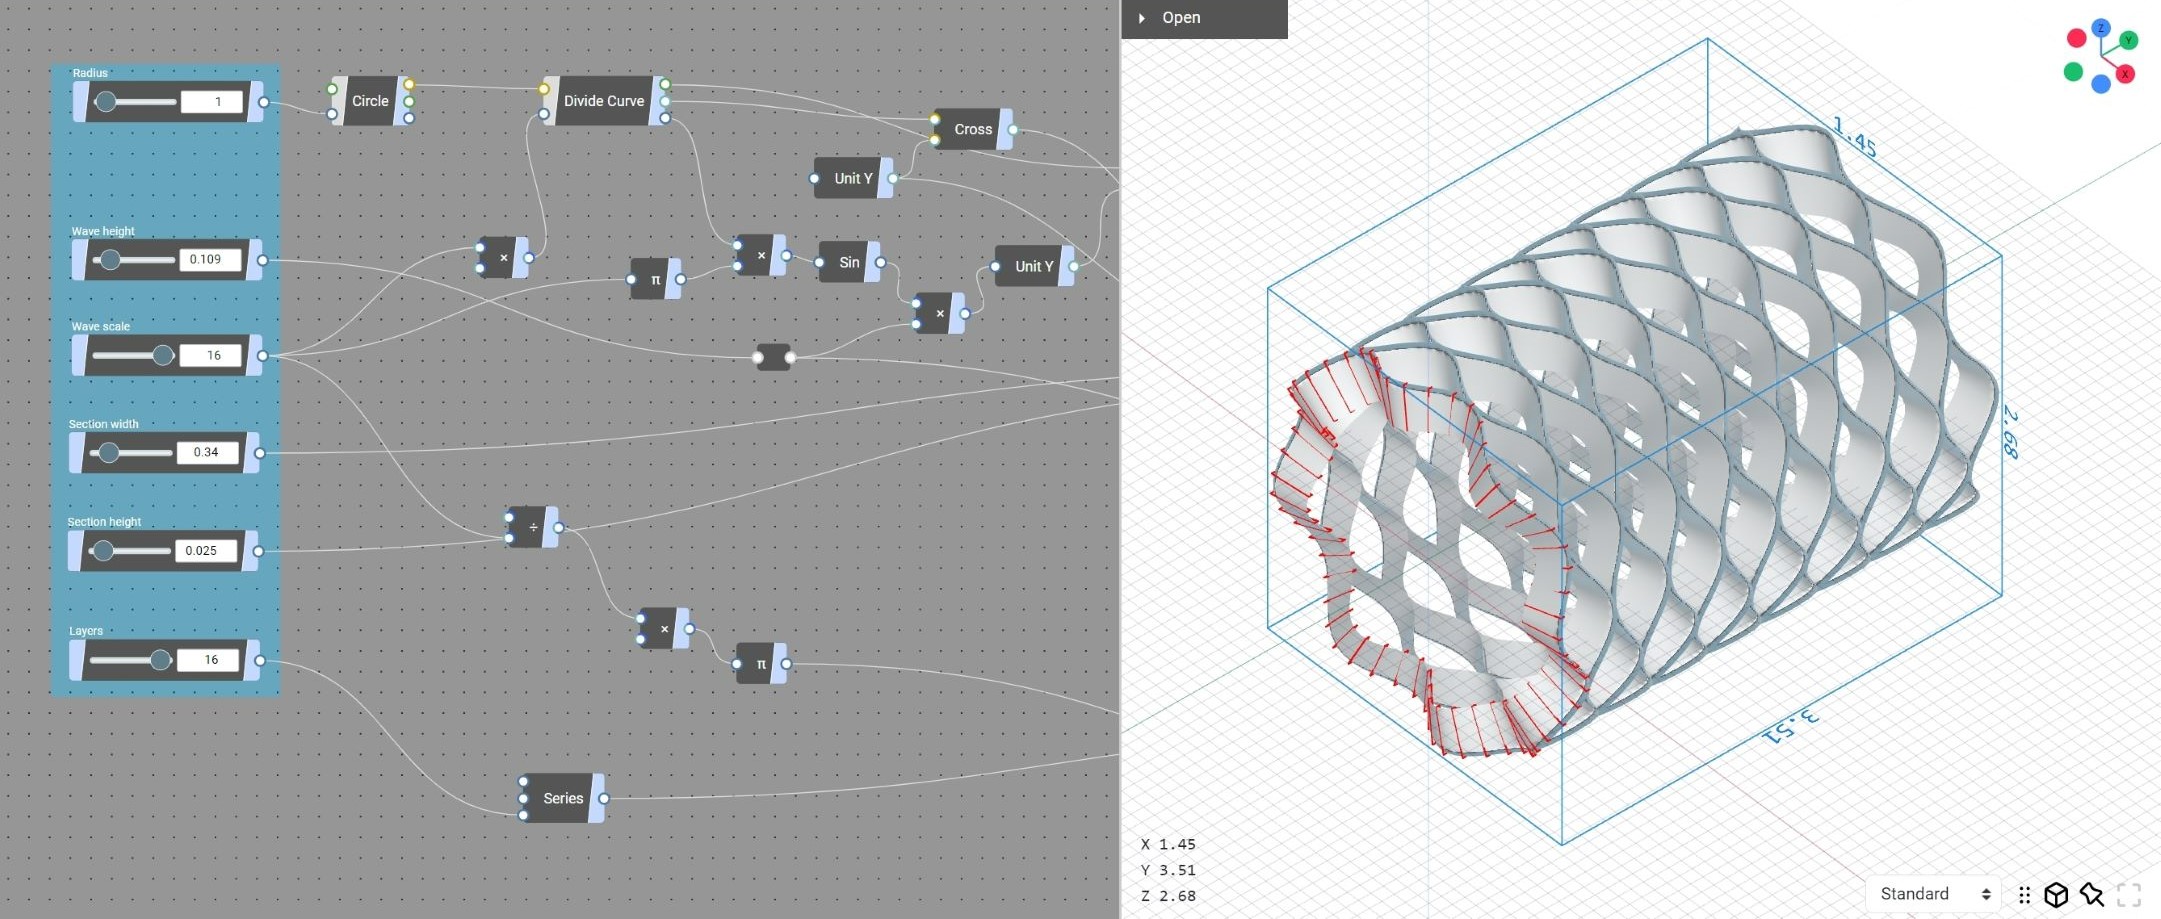 Open
Radius
1
Circle
Divide Curve
Cross
Unit Y
Wave height
0.109
×
π
×
Sin
Unit Y
×
Wave scale
16
Section width
0.34
Section height
0.025
÷
Layers
16
×
π
Series
Z
Y
X
1.45
2.68
3.51
X 1.45
Y 3.51
Z 2.68
Standard